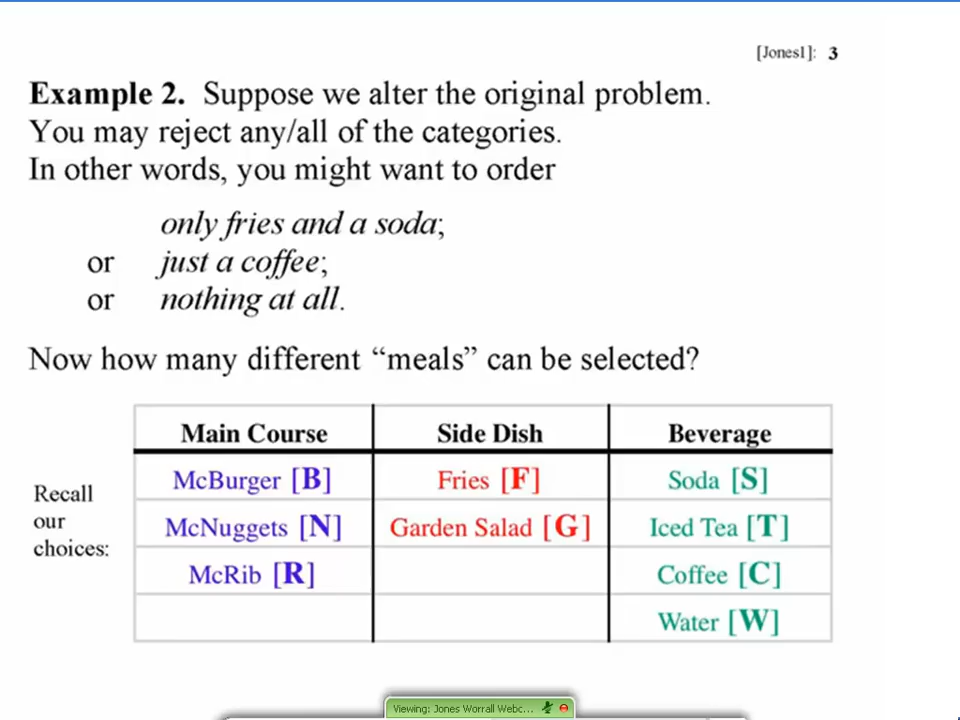 [Jones1]: 3
Example 2. Suppose we alter the original problem.
You may reject any/all of the categories.
In other words, you might want to order
only fries and a soda;
or just a coffee;
or nothing at all.
Now how many different “meals” can be selected?
Recall
our
choices:
Main Course Side Dish Beverage
McBurger [B] Fries [F] Soda [S]
McNuggets [N] Garden Salad [G] Iced Tea [T]
McRib [R] Coffee [C]
Water [W]
Viewing: Jones Worrall Webc...